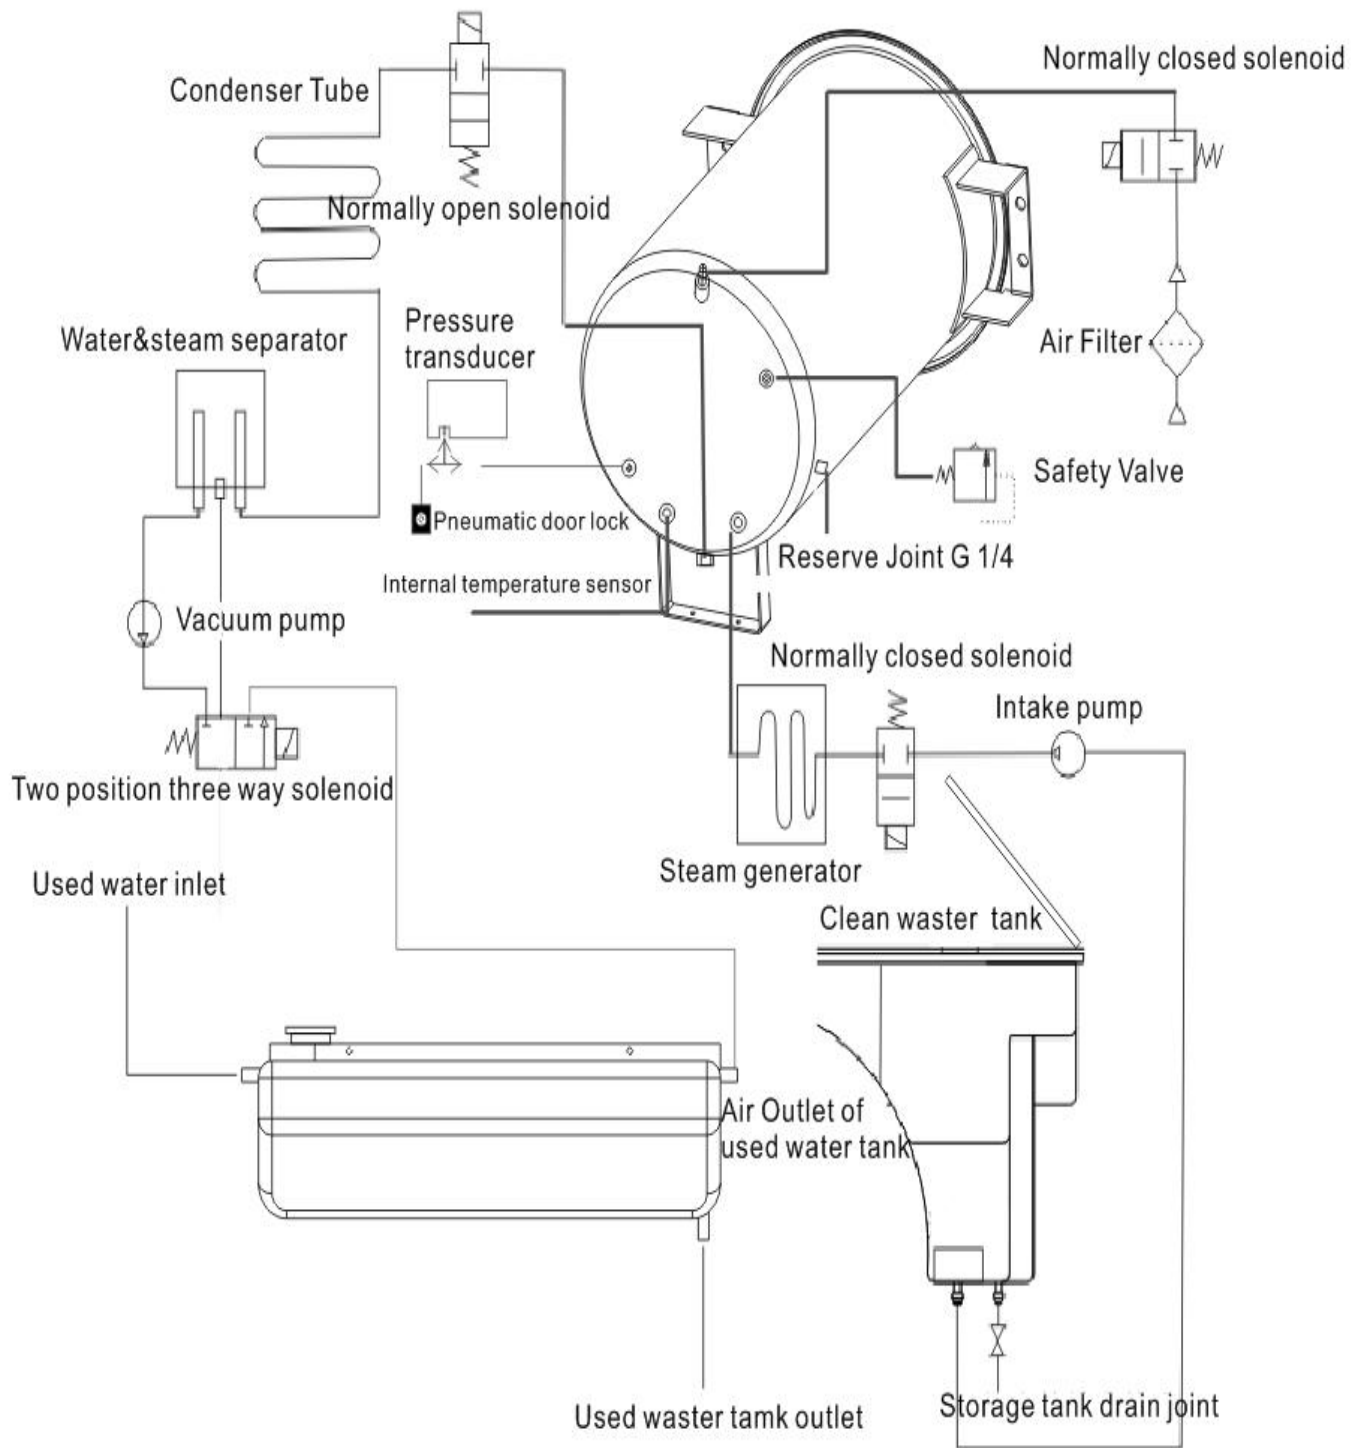 Normally closed solenoid
Condenser Tube
Normally open solenoid
Pressure
transducer
Water&steam separator
Air Filter
Safety Valve
Pneumatic door lock
Reserve Joint G 1/4
Internal temperature sensor
Vacuum pump
Normally closed solenoid
Intake pump
Two position three way solenoid
Steam generator
Used water inlet
Clean waster tank
Air Outlet of
used water tank
Storage tank drain joint
Used waster tamk outlet